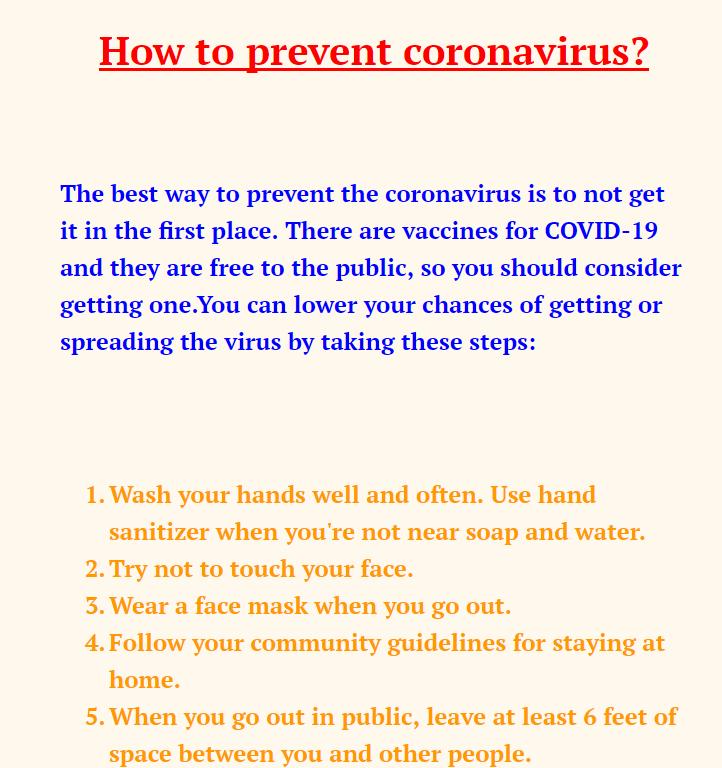 How to prevent coronavirus?
The best way to prevent the coronavirus is to not get
it in the first place. There are vaccines for COVID-19
and they are free to the public, so you should consider
getting one.You can lower your chances of getting or
spreading the virus by taking these steps:
1. Wash your hands well and often. Use hand
sanitizer when you're not near soap and water.
2. Try not to touch your face.
3. Wear a face mask when you go out.
4. Follow your community guidelines for staying at
home.
5. When you go out in public, leave at least 6 feet of
space between you and other people.